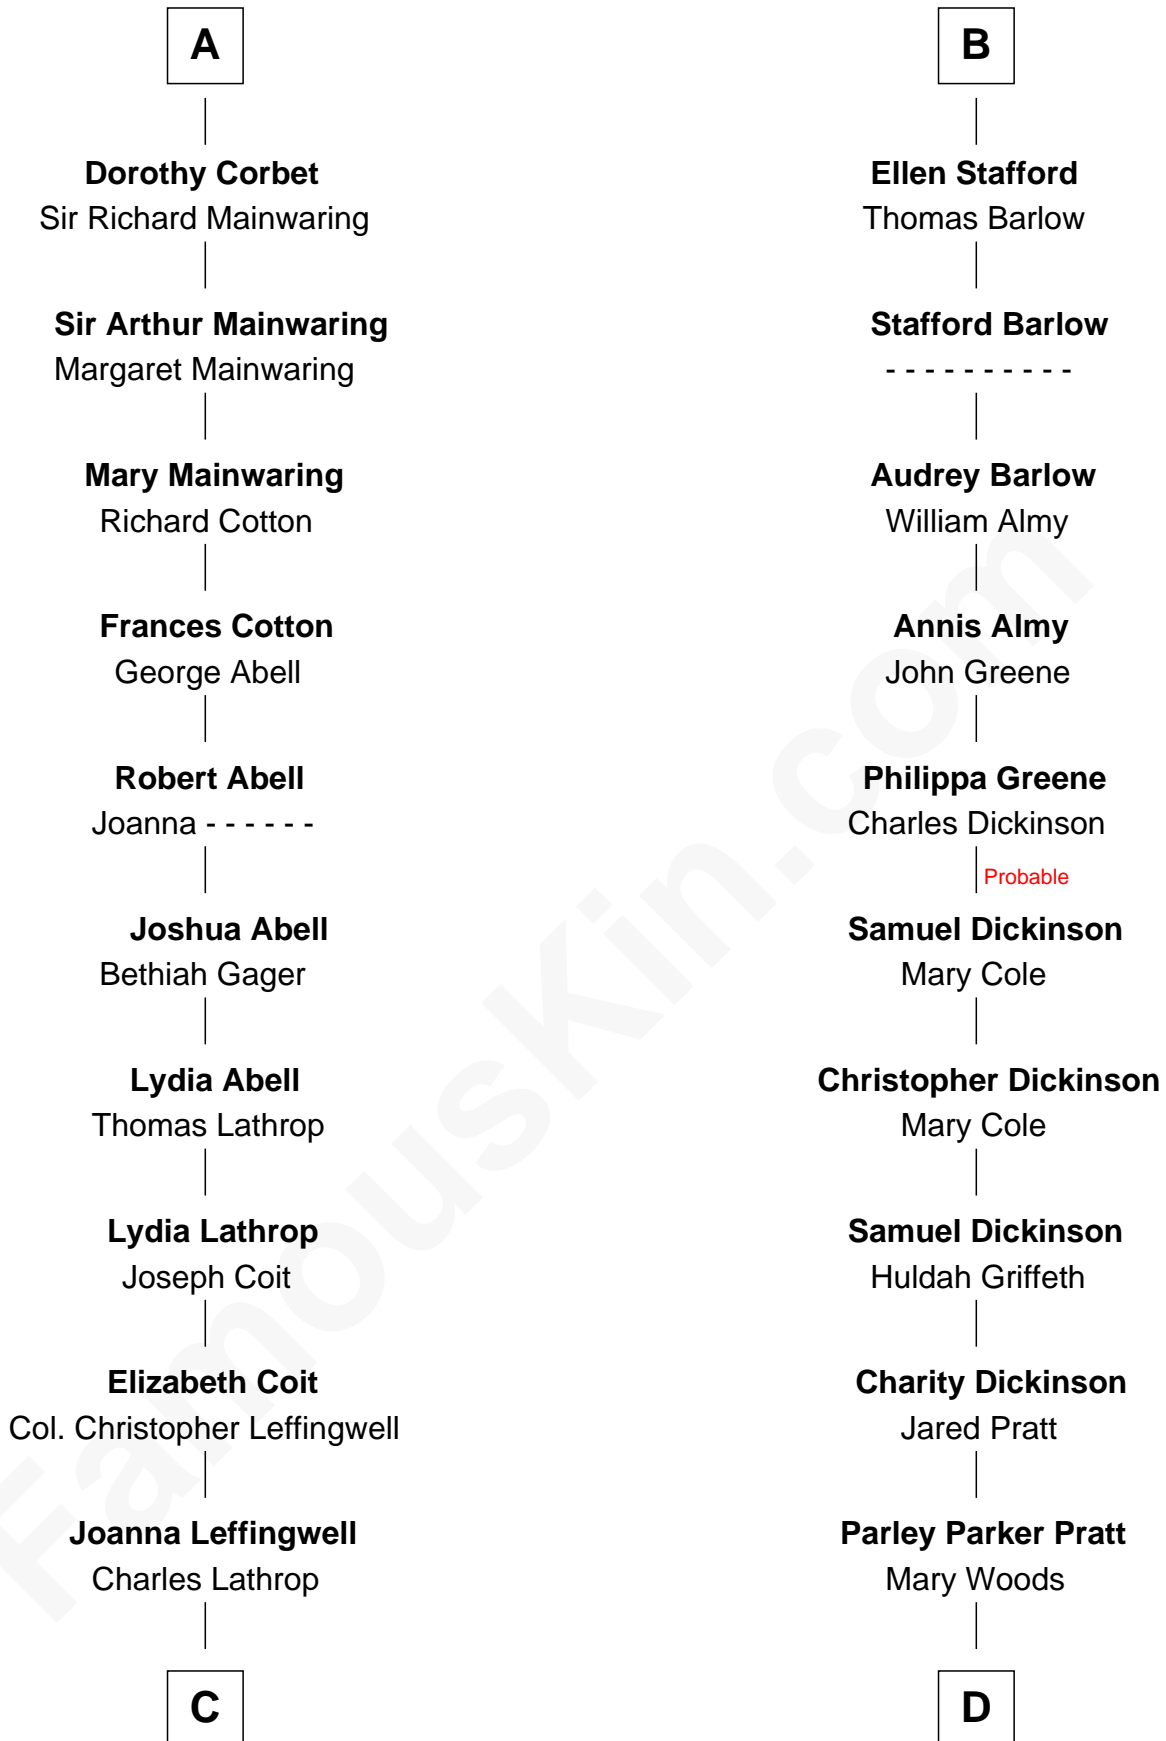 A
Dorothy Corbet
Sir Richard Mainwaring
Sir Arthur Mainwaring
Margaret Mainwaring
Mary Mainwaring
Richard Cotton
Frances Cotton
George Abell
Robert Abell
Joanna - - - - - -
Joshua Abell
Bethiah Gager
Lydia Abell
Thomas Lathrop
Lydia Lathrop
Joseph Coit
Elizabeth Coit
Col. Christopher Leffingwell
Joanna Leffingwell
Charles Lathrop
C
B
Ellen Stafford
Thomas Barlow
Stafford Barlow
- - - - - - - - - -
Audrey Barlow
William Almy
Annis Almy
John Greene
Philippa Greene
Charles Dickinson
Probable
Samuel Dickinson
Mary Cole
Christopher Dickinson
Mary Cole
Samuel Dickinson
Huldah Griffeth
Charity Dickinson
Jared Pratt
Parley Parker Pratt
Mary Woods
D
FamousKin.com